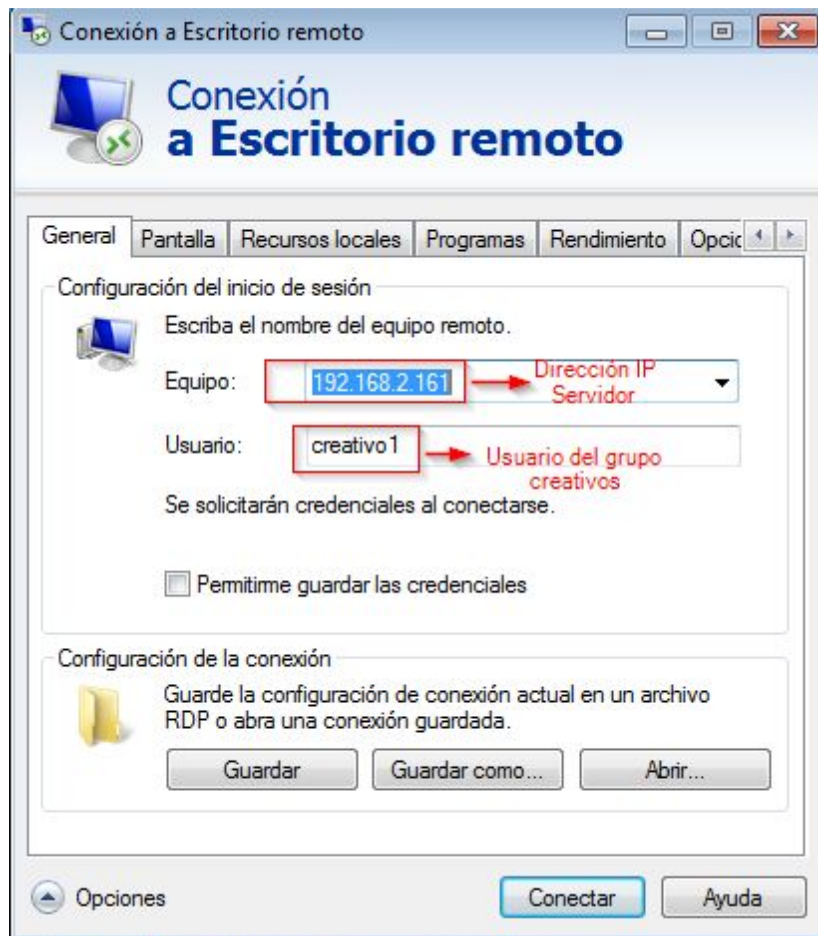 Conexión a Escritorio remoto
Conexión
a Escritorio remoto
General Pantalla Recursos locales Programas Rendimiento Opcic
Configuración del inicio de sesión
Escriba el nombre del equipo remoto.
Equipo: 192.168.2.161 Dirección IP
Servidor
Usuario: creativo1 Usuario del grupo
creativos
Se solicitarán credenciales al conectarse.
Permitirme guardar las credenciales
Configuración de la conexión
Guarde la configuración de conexión actual en un archivo
RDP o abra una conexión guardada.
Guardar Guardar como... Abrir...
Opciones Conectar Ayuda